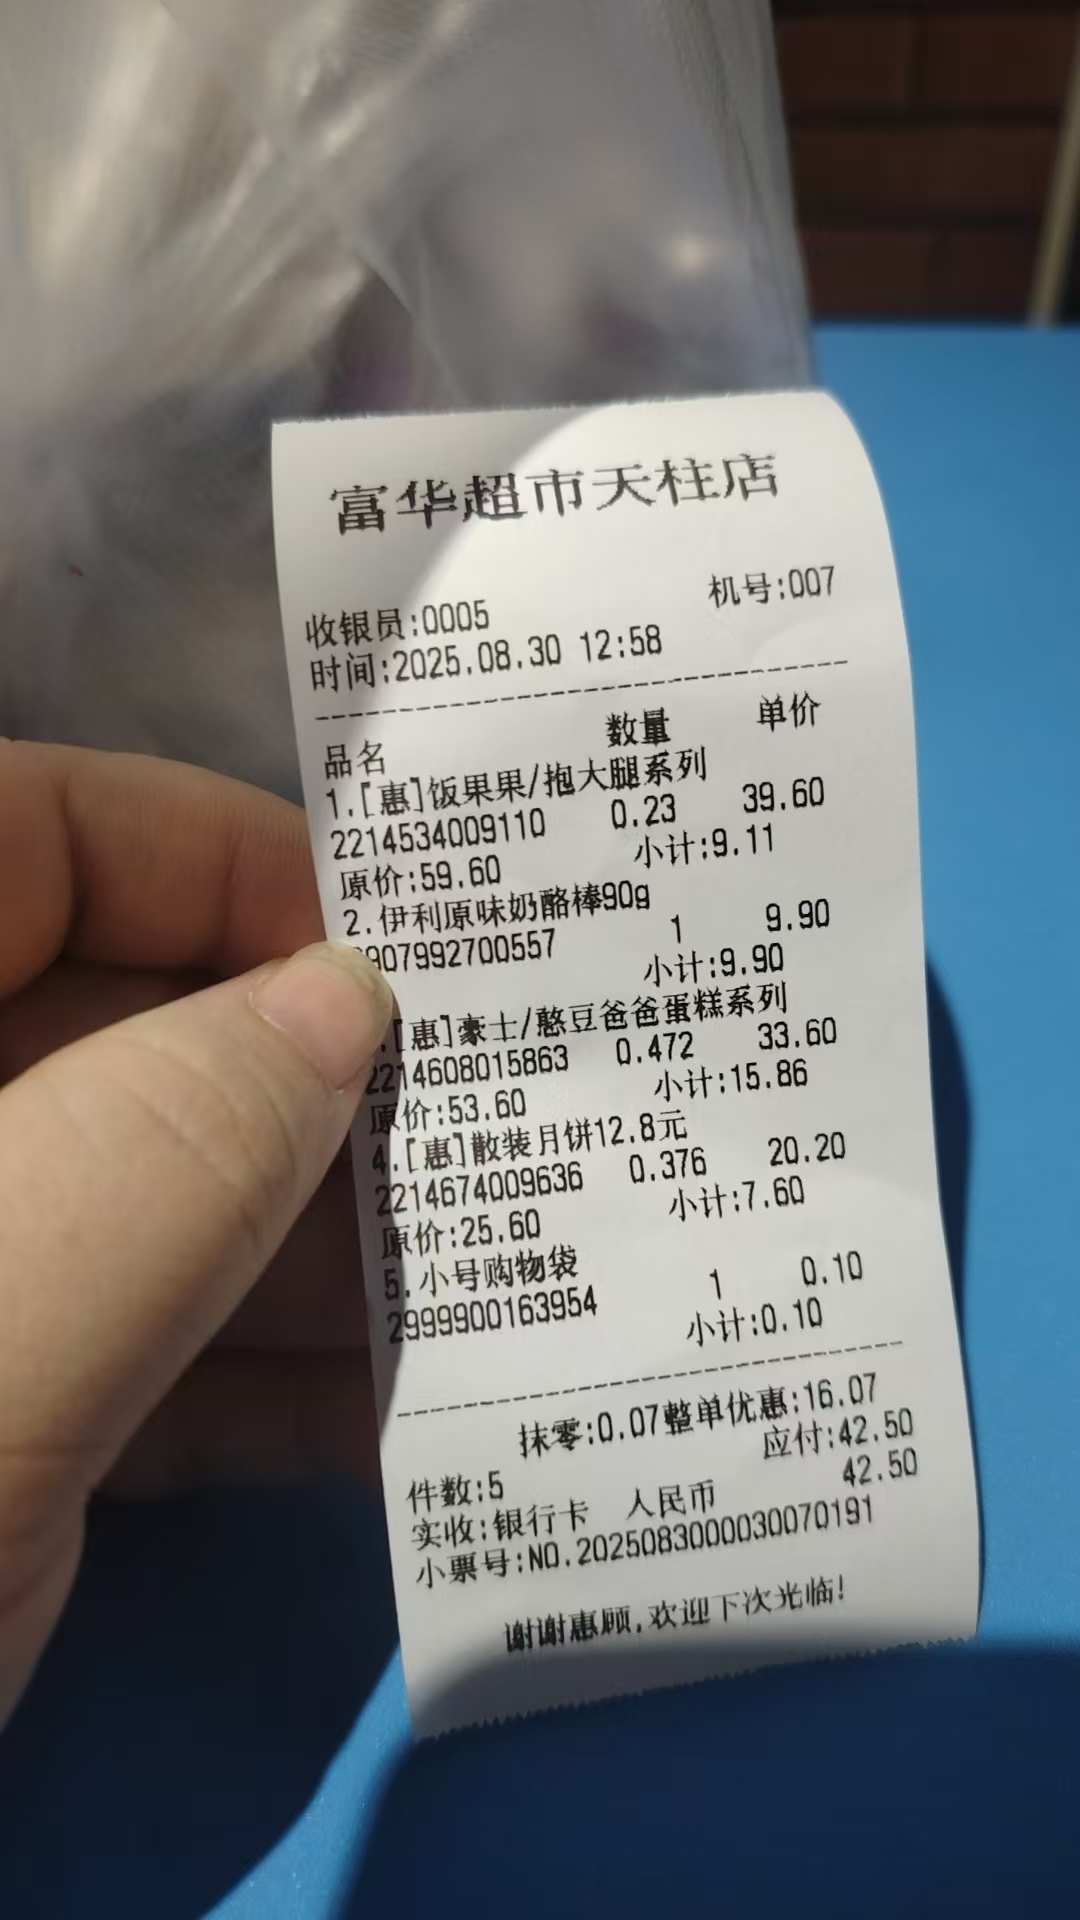 富华超市天柱店
收银员:0005 机号:007
时间:2025.08.30 12:58
品名 数量 单价
1.[惠]饭果果/抱大腿系列
2214534009110 0.23 39.60
原价:59.60 小计:9.11
2.伊利原味奶酪棒90g
907992700557 1 9.90
小计:9.90
.[惠]豪士/憨豆爸爸蛋糕系列
2214608015863 0.472 33.60
原价:53.60 小计:15.86
4.[惠]散装月饼12.8元
2214674009636 0.376 20.20
原价:25.60 小计:7.60
5.小号购物袋
2999900163954 1 0.10
小计:0.10
抹零:0.07整单优惠:16.07
件数:5 应付:42.50
实收:银行卡 人民币 42.50
小票号:NO.2025083000030070191
谢谢惠顾,欢迎下次光临!